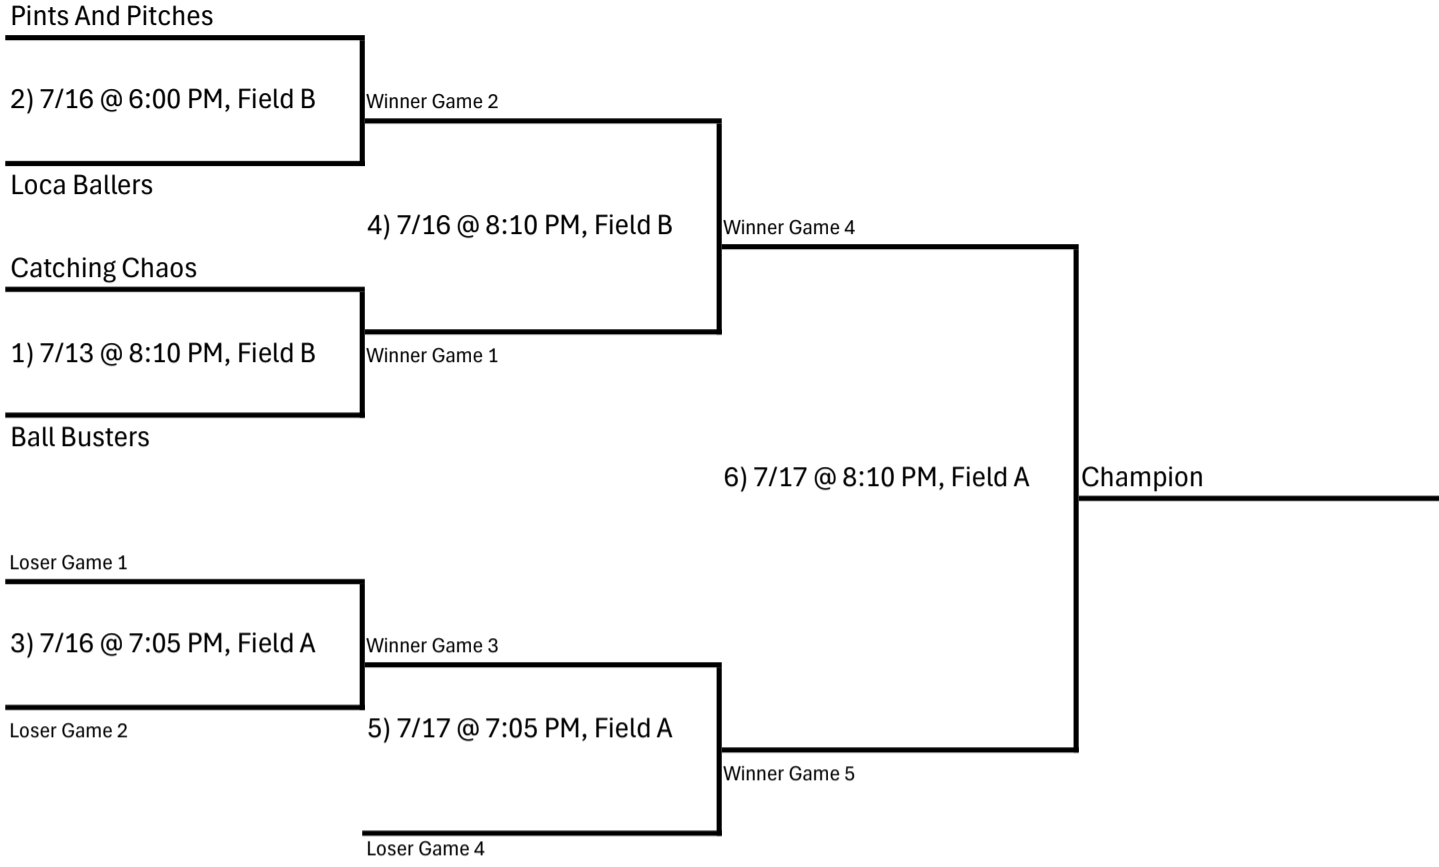 Pints And Pitches
2) 7/16 @ 6:00 PM, Field B
Winner Game 2
Loca Ballers
4) 7/16 @ 8:10 PM, Field B
Winner Game 4
Catching Chaos
1) 7/13 @ 8:10 PM, Field B
Winner Game 1
Ball Busters
6) 7/17 @ 8:10 PM, Field A
Champion
Loser Game 1
3) 7/16 @ 7:05 PM, Field A
Winner Game 3
Loser Game 2
5) 7/17 @ 7:05 PM, Field A
Winner Game 5
Loser Game 4